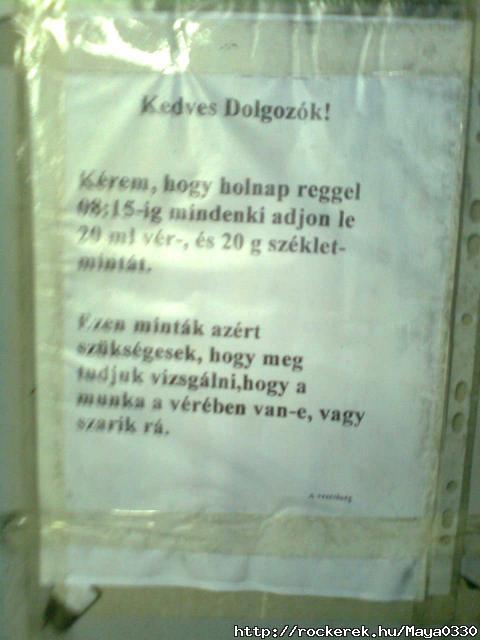 Kedves Dolgozók!
Kérem, hogy holnap reggel
08:15-ig mindenki adjon le
20 ml vér-, és 20 g széklet-
mintát.
Ezen minták azért
szükségesek, hogy meg
tudjuk vizsgálni,hogy a
munka a vérében van-e, vagy
szarik rá.
A vezetőség
http://rockerek.hu/Maya0330